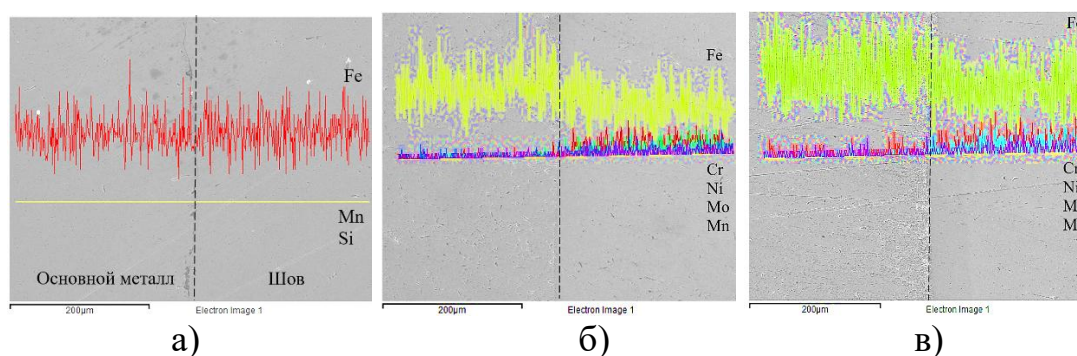 Fe
Mn
Si
Основной металл
Шов
200µm
Electron Image 1
а)
Fe
Cr
Ni
Mo
Mn
200µm
Electron Image 1
б)
Cr
Ni
200µm
Electron Image 1
в)